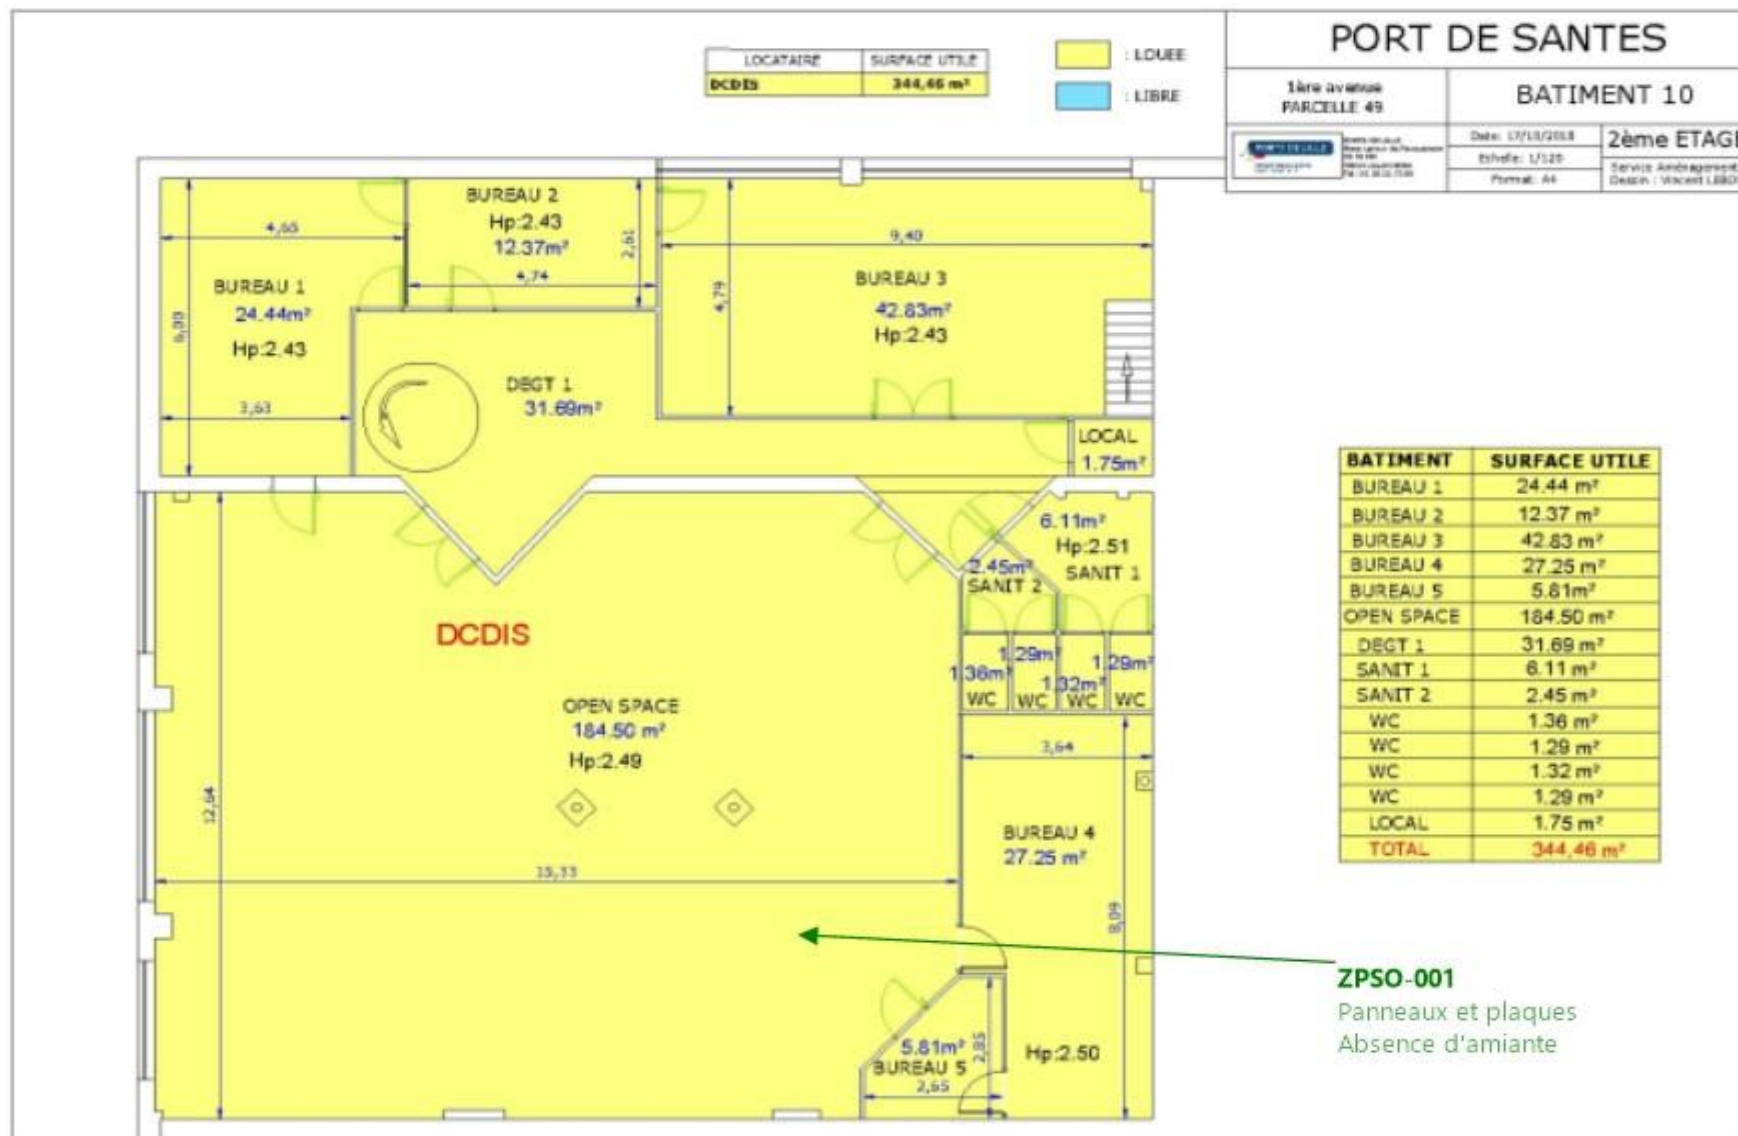 PORT DE SANTES
1ère avenue
PARCELLE 49
BATIMENT 10
Date: 17/10/2018
Echelle: 1/120
Format: A4
2ème ETAGE
Service Aménagement
Dessin : Vincent
LOCATAIRE SURFACE UTILE
DCDIS 344,46 m²
: LOUEE
: LIBRE
BUREAU 2
Hp:2.43
12.37m²
4,65
2,61
4,74
9,40
BUREAU 1
24.44m²
Hp:2.43
6,00
3,63
BUREAU 3
42.83m²
Hp:2.43
4,79
DEGT 1
31.69m²
LOCAL
1.75m²
6.11m²
Hp:2.51
SANIT 1
2.45m²
SANIT 2
DCDIS
1.36m²
WC
1.29m²
WC
1.32m²
WC
1.29m²
WC
OPEN SPACE
184.50 m²
Hp:2.49
12,64
15,33
3,64
BUREAU 4
27.25 m²
8,09
5.81m²
BUREAU 5
2,85
2,65
Hp:2.50
BATIMENT SURFACE UTILE
BUREAU 1 24.44 m²
BUREAU 2 12.37 m²
BUREAU 3 42.83 m²
BUREAU 4 27.25 m²
BUREAU 5 5.81m²
OPEN SPACE 184.50 m²
DEGT 1 31.69 m²
SANIT 1 6.11 m²
SANIT 2 2.45 m²
WC 1.36 m²
WC 1.29 m²
WC 1.32 m²
WC 1.29 m²
LOCAL 1.75 m²
TOTAL 344,46 m²
ZPSO-001
Panneaux et plaques
Absence d'amiante